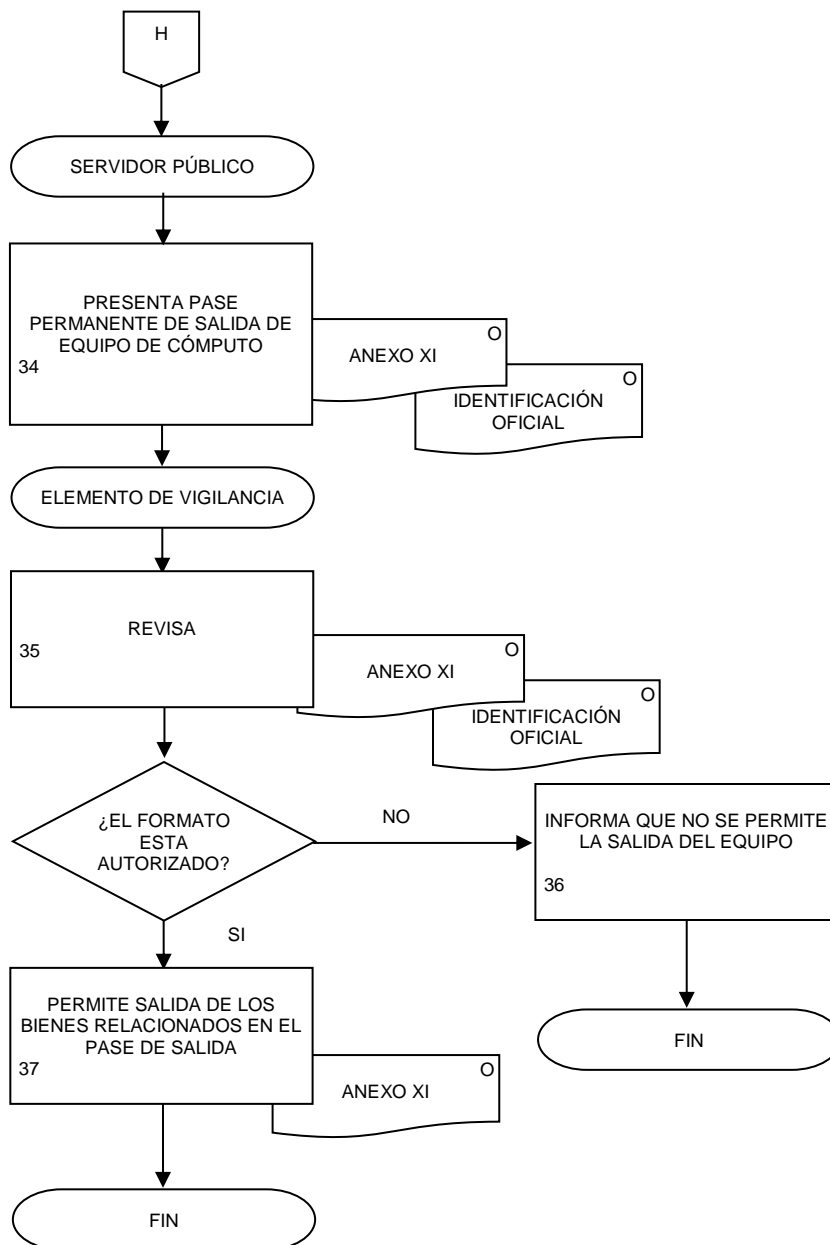 H
SERVIDOR PÚBLICO
PRESENTA PASE
PERMANENTE DE SALIDA DE
EQUIPO DE CÓMPUTO
34
ANEXO XI
O
IDENTIFICACIÓN
OFICIAL
O
ELEMENTO DE VIGILANCIA
REVISA
35
ANEXO XI
O
IDENTIFICACIÓN
OFICIAL
O
¿EL FORMATO
ESTA
AUTORIZADO?
NO
INFORMA QUE NO SE PERMITE
LA SALIDA DEL EQUIPO
36
FIN
SI
PERMITE SALIDA DE LOS
BIENES RELACIONADOS EN EL
PASE DE SALIDA
37
ANEXO XI
O
FIN